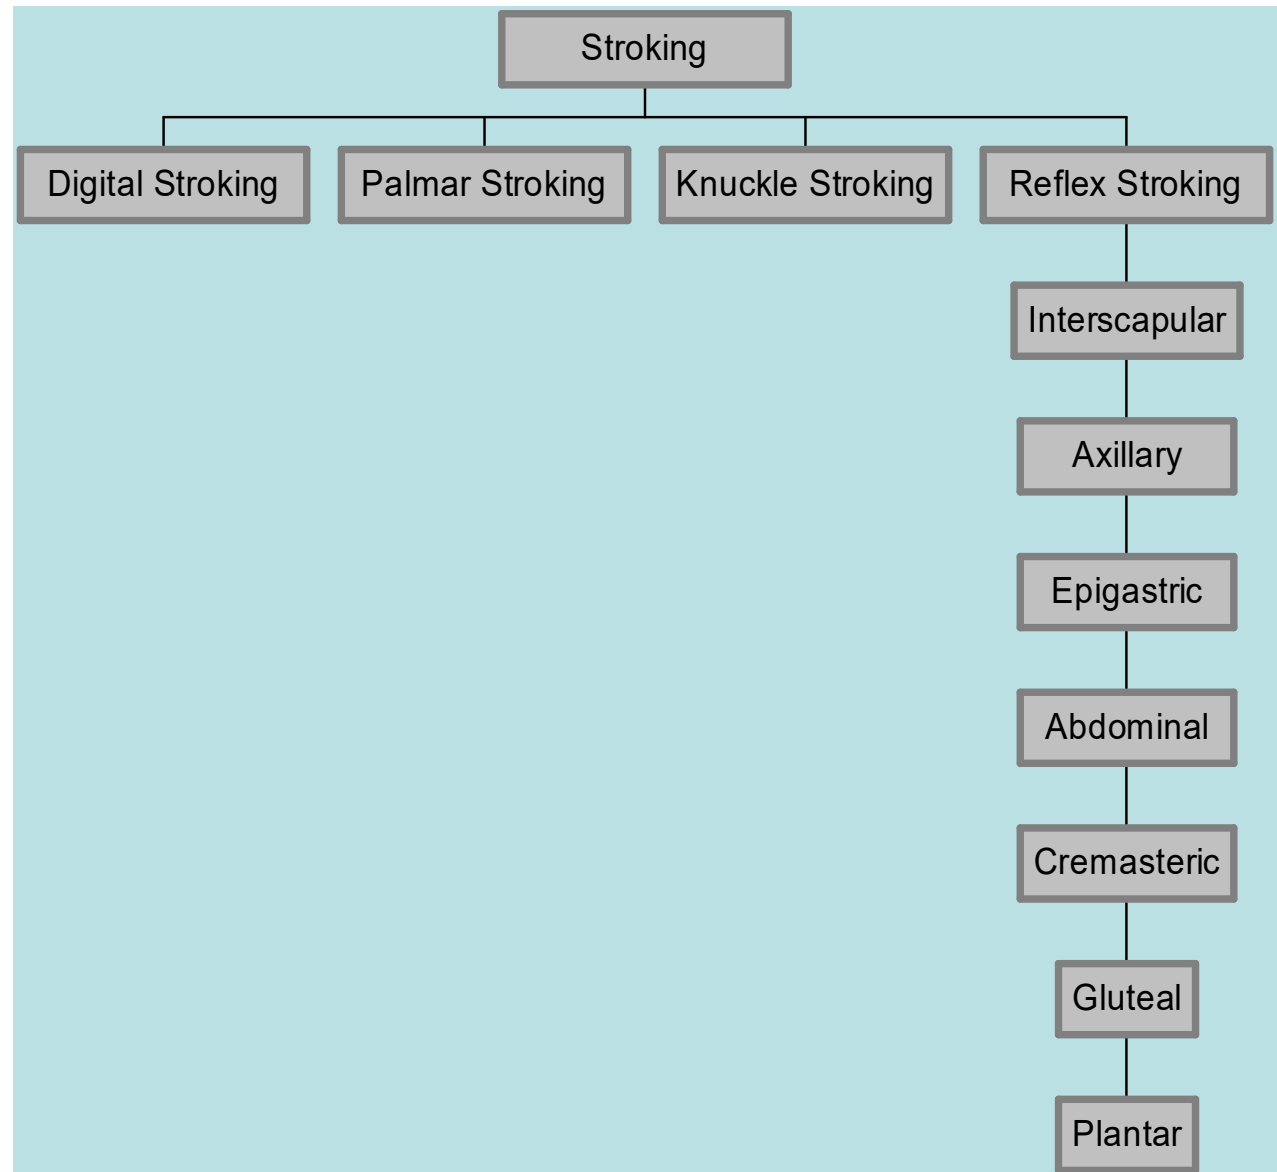 Stroking
Digital Stroking
Palmar Stroking
Knuckle Stroking
Reflex Stroking
Interscapular
Axillary
Epigastric
Abdominal
Cremasteric
Gluteal
Plantar